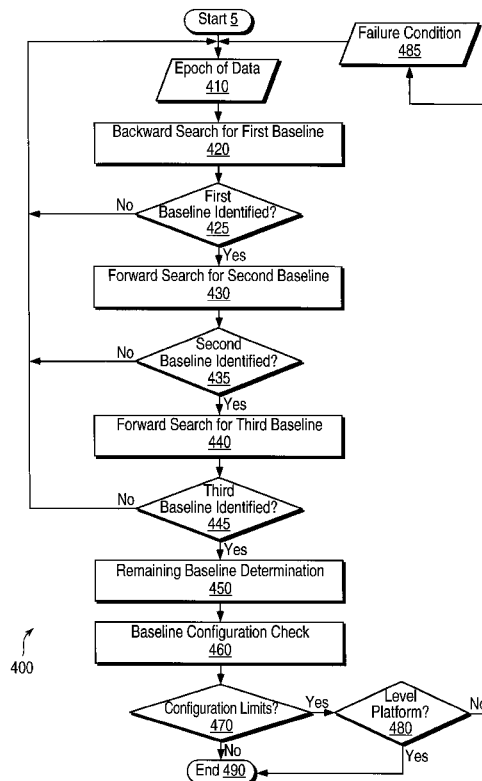 Start 5
Failure Condition
485
Epoch of Data
410
Backward Search for First Baseline
420
First
Baseline Identified?
425
No
Yes
Forward Search for Second Baseline
430
Second
Baseline Identified?
435
No
Yes
Forward Search for Third Baseline
440
Third
Baseline Identified?
445
No
Yes
Remaining Baseline Determination
450
Baseline Configuration Check
460
400
Configuration Limits?
470
Yes
Level
Platform?
480
No
No
Yes
End 490